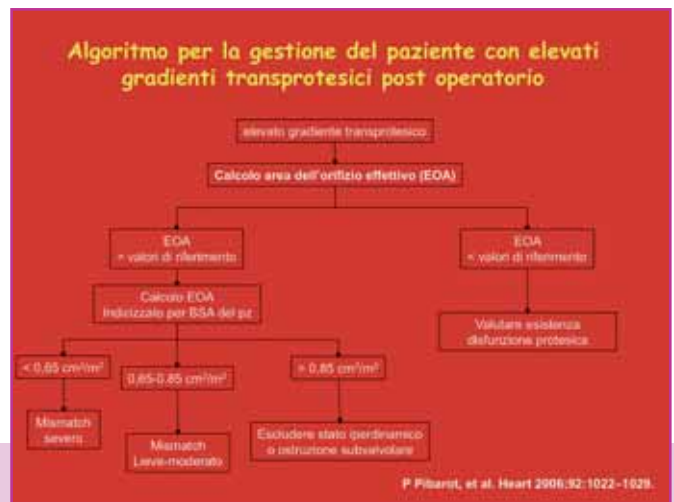 Algoritmo per la gestione del paziente con elevati
gradienti transprotesici post operatorio
elevato gradiente transprotesico
Calcolo area dell'orifizio effettivo (EOA)
EOA
valori di riferimento
EOA
< valori di riferimento
Calcolo EOA
Indicizzato per BSA del pz
Valutare esistenza
disfunzione protesica
< 0,65 cm²/m²
0,65-0,85 cm²/m²
> 0,85 cm²/m²
Mismatch
severo
Mismatch
Lieve-moderato
Escludere stato iperdinamico
o ostruzione subvalvolare
P Pibarot, et al. Heart 2006;92:1022-1029.